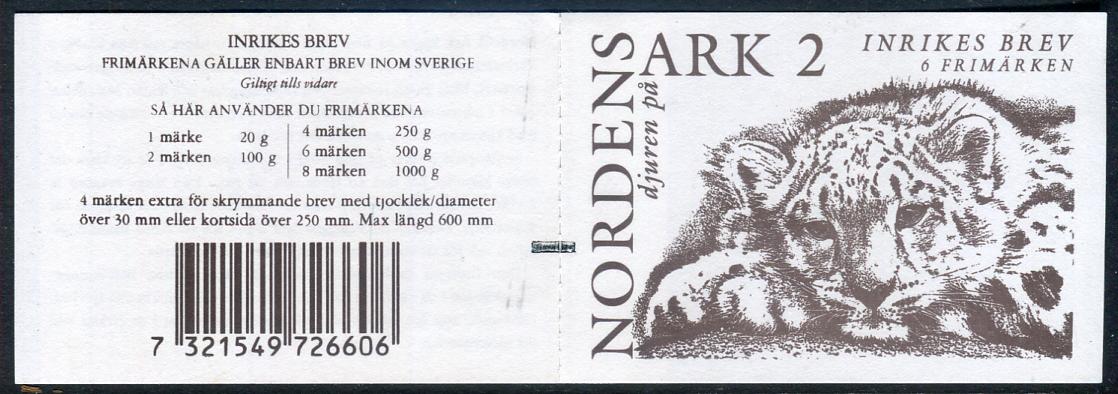 INRIKES BREV
FRIMÄRKENA GÄLLER ENBART BREV INOM SVERIGE
Giltigt tills vidare
SÅ HÄR ANVÄNDER DU FRIMÄRKENA
1 märke 20 g
2 märken 100 g
4 märken 250 g
6 märken 500 g
8 märken 1000 g
4 märken extra för skrymmande brev med tjocklek/diameter
över 30 mm eller kortsida över 250 mm. Max längd 600 mm
7 321549 726606
NORDENS
djuren på
ARK 2
INRIKES BREV
6 FRIMÄRKEN